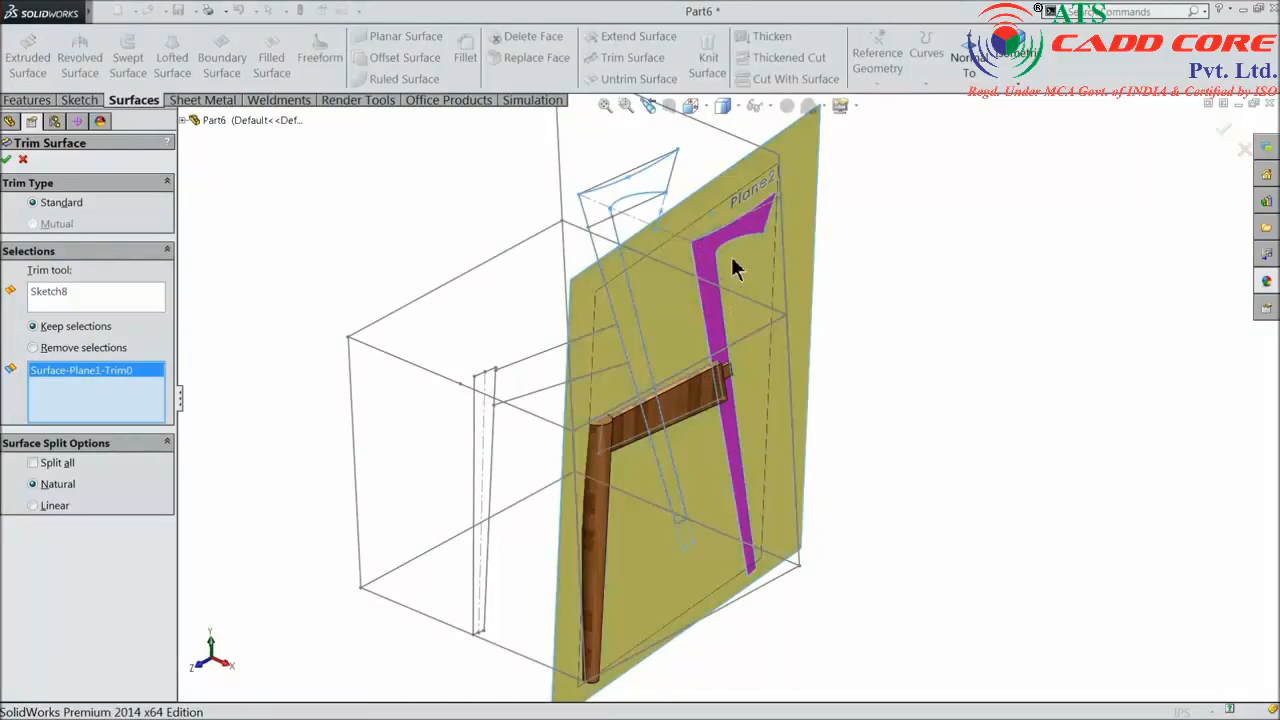 SOLIDWORKS
Part6 *
Commands
ATS
CADD CORE
Pvt. Ltd.
Regd. Under MCA Govt. of INDIA & Certified by ISO
Extruded Surface
Revolved Surface
Swept Surface
Lofted Surface
Boundary Surface
Filled Surface
Surface
Offset Surface
Ruled Surface
Fillet
Delete Face
Replace Face
Extend Surface
Trim Surface
Untrim Surface
Knit Surface
Thicken
Thickened Cut
Cut With Surface
Reference Geometry
Curves
To
Features
Sketch
Surfaces
Sheet Metal
Weldments
Render Tools
Office Products
Simulation
Part6 (Default<<Def...
Trim Surface
?
Trim Type
Standard
Mutual
Selections
Trim tool:
Sketch8
Keep selections
Remove selections
Surface-Plane1-Trim0
Surface Split Options
Split all
Natural
Linear
Plane2
Y
Z
X
SolidWorks Premium 2014 x64 Edition
IPS